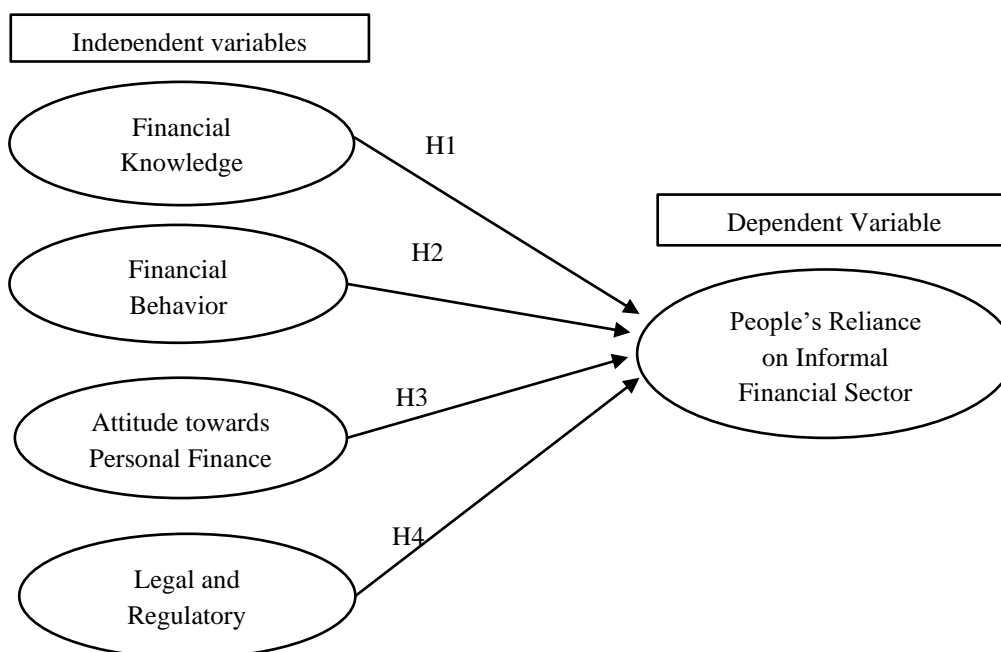 Independent variables
Financial
Knowledge
H1
Dependent Variable
Financial
Behavior
H2
People’s Reliance
on Informal
Financial Sector
Attitude towards
Personal Finance
H3
H4
Legal and
Regulatory